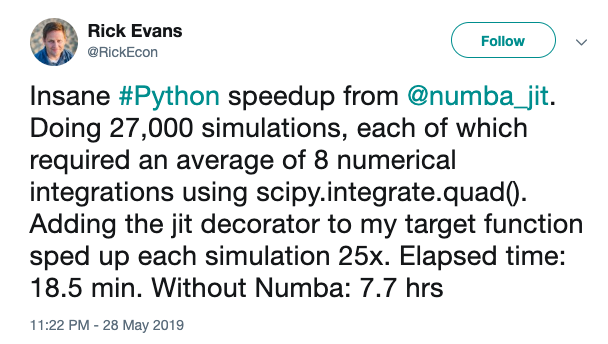 Rick Evans
@RickEcon
Follow
Insane #Python speedup from @numba_jit.
Doing 27,000 simulations, each of which
required an average of 8 numerical
integrations using scipy.integrate.quad().
Adding the jit decorator to my target function
sped up each simulation 25x. Elapsed time:
18.5 min. Without Numba: 7.7 hrs
11:22 PM - 28 May 2019